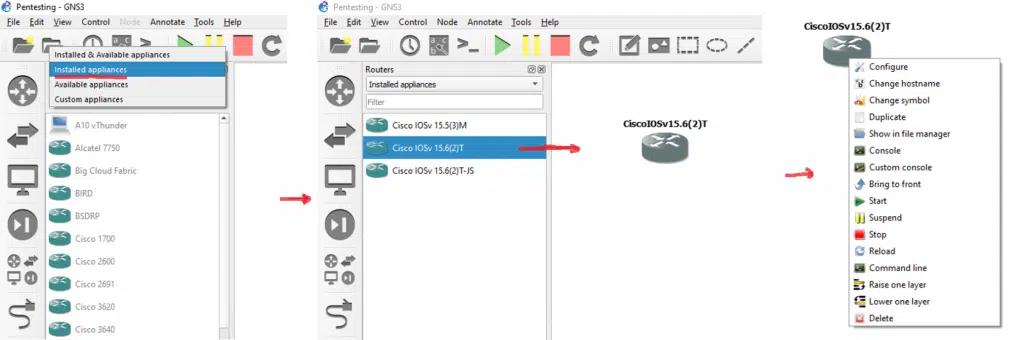 Pentesting - GNS3
File Edit View Control Node Annotate Tools Help
Installed & Available appliances
Installed appliances
Available appliances
Custom appliances
A10 vThunder
Alcatel 7750
Big Cloud Fabric
BIRD
BSDRP
Cisco 1700
Cisco 2600
Cisco 2691
Cisco 3620
Cisco 3640
Pentesting - GNS3
File Edit View Control Node Annotate Tools Help
Routers
Installed appliances
Filter
Cisco IOSv 15.5(3)M
Cisco IOSv 15.6(2)T
Cisco IOSv 15.6(2)T-JS
CiscoIOSv15.6(2)T
CiscoIOSv15.6(2)T
Configure
Change hostname
Change symbol
Duplicate
Show in file manager
Console
Custom console
Bring to front
Start
Suspend
Stop
Reload
Command line
Raise one layer
Lower one layer
Delete